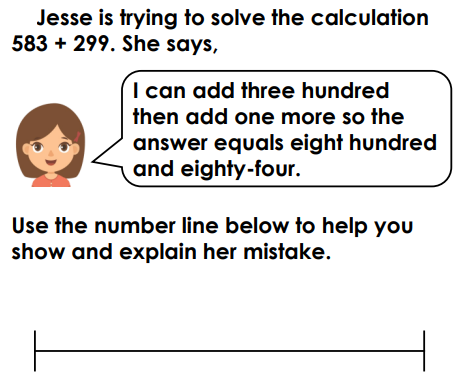 Jesse is trying to solve the calculation
583 + 299. She says,
I can add three hundred
then add one more so the
answer equals eight hundred
and eighty-four.
Use the number line below to help you
show and explain her mistake.